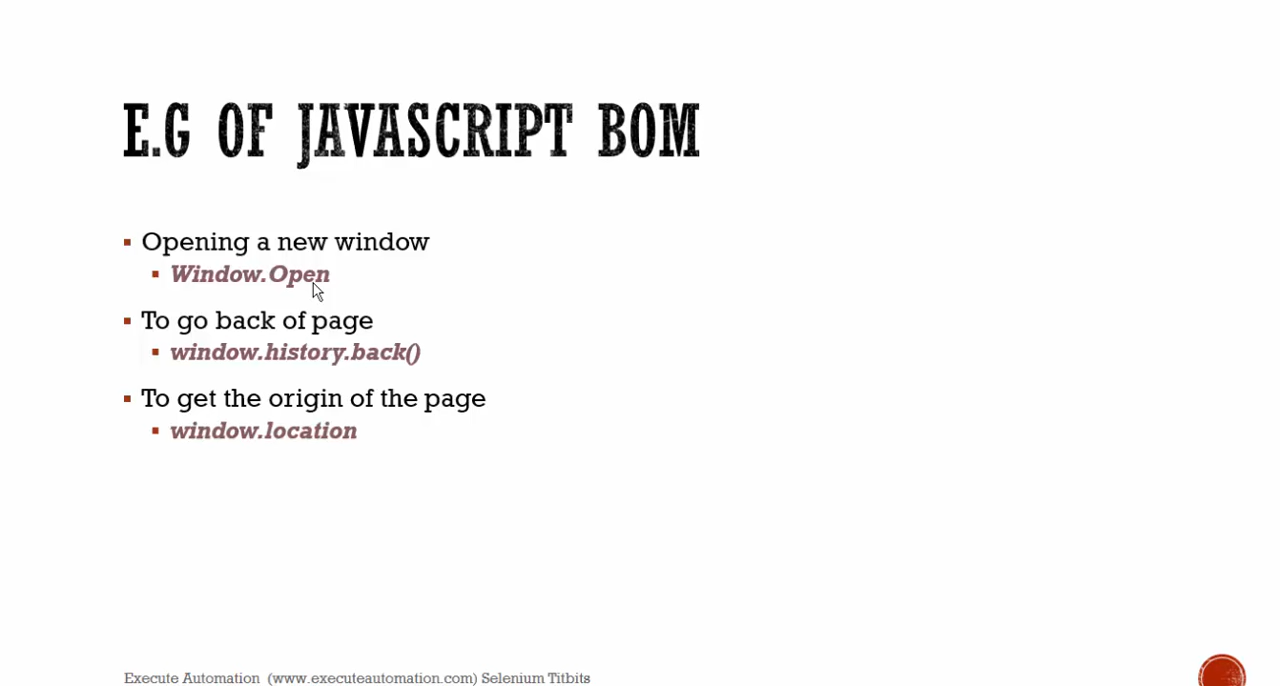 E.G OF JAVASCRIPT BOM
Opening a new window
Window.Open
To go back of page
window.history.back()
To get the origin of the page
window.location
Execute Automation (www.executeautomation.com) Selenium Titbits